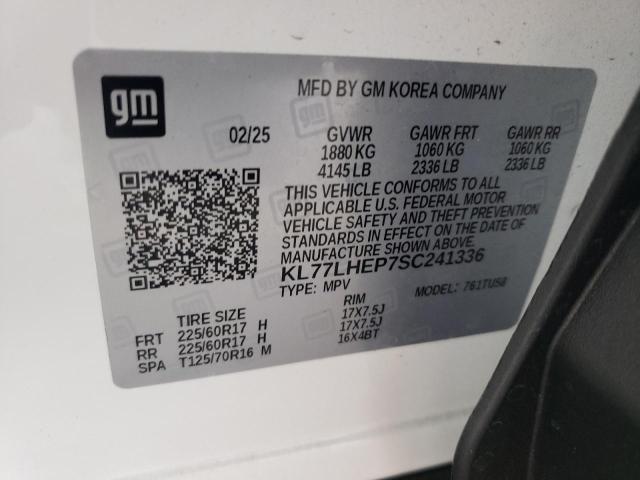 gm
MFD BY GM KOREA COMPANY
02/25 GVWR GAWR FRT GAWR RR
1880 KG 1060 KG 1060 KG
4145 LB 2336 LB 2336 LB
THIS VEHICLE CONFORMS TO ALL
APPLICABLE U.S. FEDERAL MOTOR
VEHICLE SAFETY AND THEFT PREVENTION
STANDARDS IN EFFECT ON THE DATE OF
MANUFACTURE SHOWN ABOVE.
KL77LHEP7SC241336
TYPE: MPV MODEL: 761TU58
TIRE SIZE RIM
FRT 225/60R17 H 17X7.5J
RR 225/60R17 H 17X7.5J
SPA T125/70R16 M 16X4BT